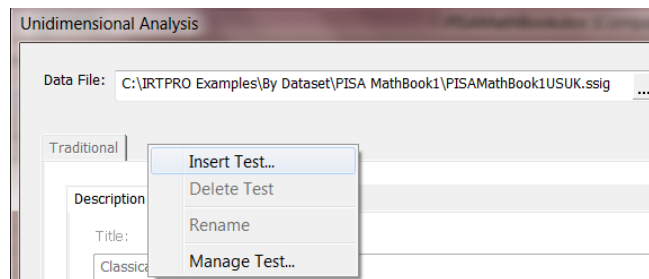 Unidimensional Analysis
Data File: C:\IRTPRO Examples\By Dataset\PISA MathBook1\PISAMathBook1USUK.ssig ...
Traditional
Insert Test...
Delete Test
Description
Rename
Title:
Manage Test...
Classica